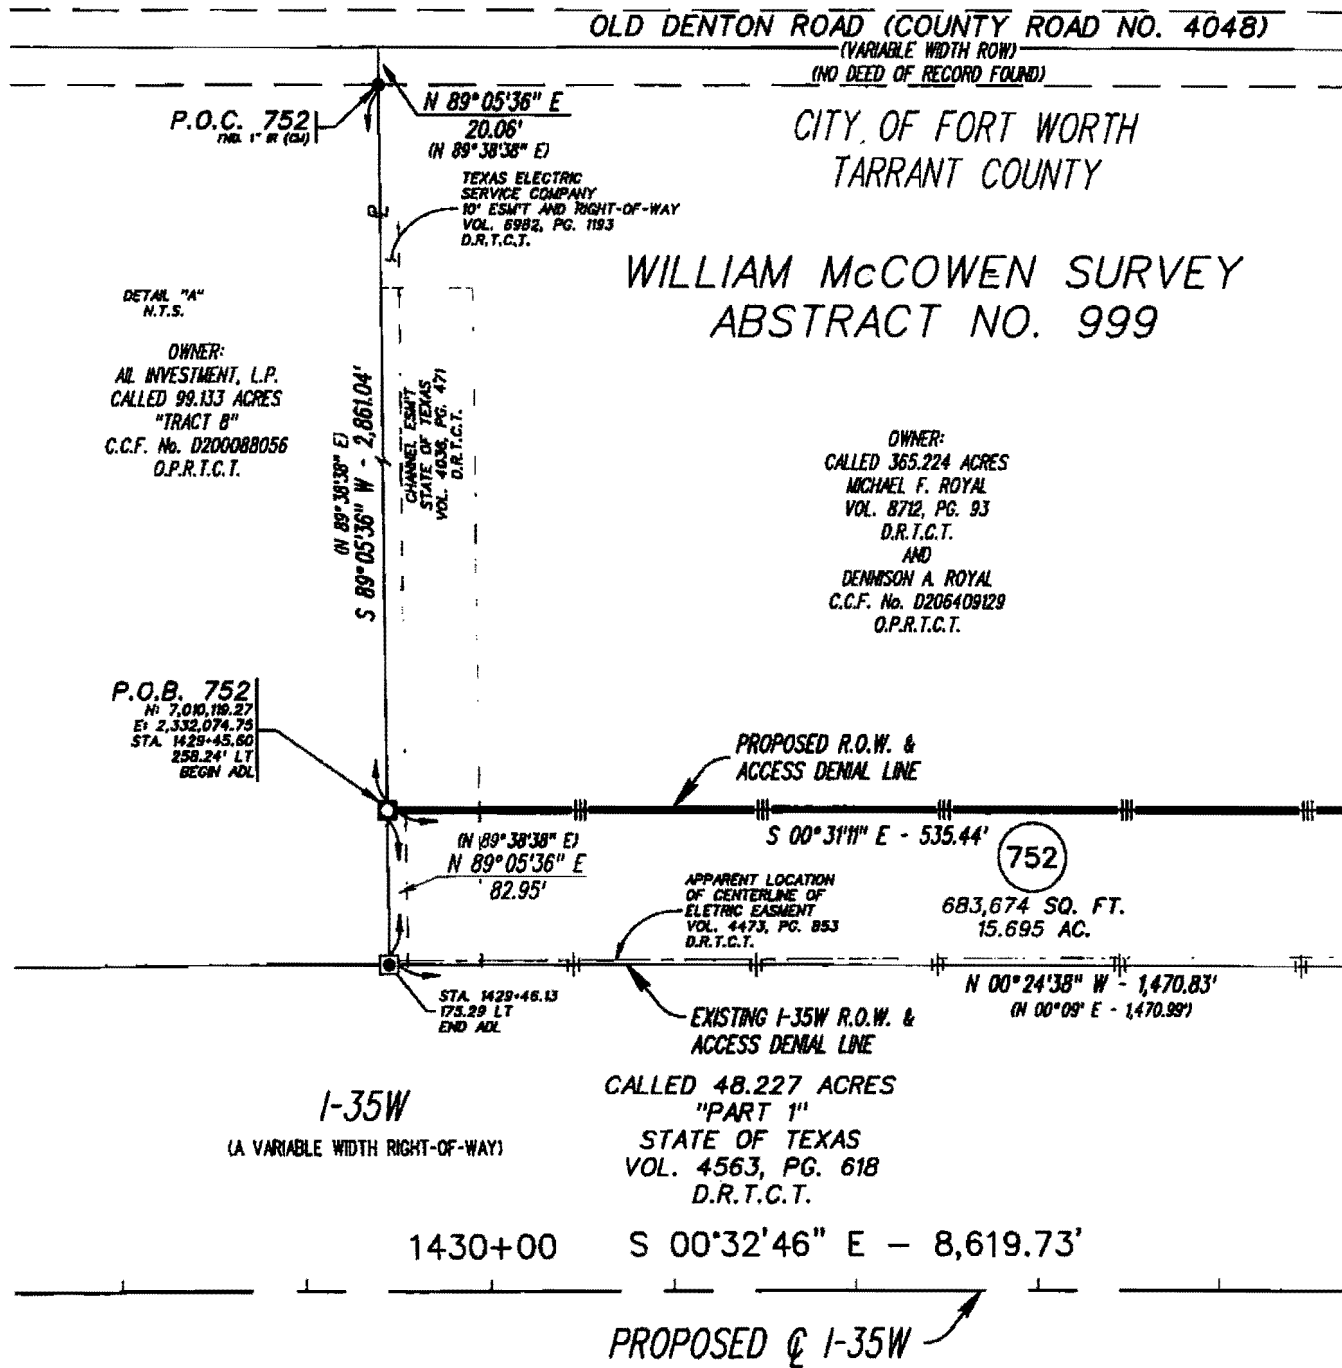 OLD DENTON ROAD (COUNTY ROAD NO. 4048)
(VARIABLE WIDTH ROW)
(NO DEED OF RECORD FOUND)
P.O.C. 752
FND. 1" IR (CM)
N 89°05'36" E
20.06'
(N 89°38'38" E)
CITY OF FORT WORTH
TARRANT COUNTY
TEXAS ELECTRIC
SERVICE COMPANY
10' ESM'T AND RIGHT-OF-WAY
VOL. 6982, PG. 1193
D.R.T.C.T.
WILLIAM McCOWEN SURVEY
ABSTRACT NO. 999
DETAIL "A"
N.T.S.
OWNER:
AIL INVESTMENT, L.P.
CALLED 99.133 ACRES
"TRACT B"
C.C.F. No. D200088056
O.P.R.T.C.T.
(N 89°38'38" E)
S 89°05'36" W - 2,861.04'
CHANNEL ESM'T
STATE OF TEXAS
VOL. 4036, PG. 471
D.R.T.C.T.
OWNER:
CALLED 365.224 ACRES
MICHAEL F. ROYAL
VOL. 8712, PG. 93
D.R.T.C.T.
AND
DENNISON A. ROYAL
C.C.F. No. D206409129
O.P.R.T.C.T.
P.O.B. 752
N: 7,010,119.27
E: 2,332,074.75
STA. 1429+45.60
258.24' LT
BEGIN ADL
PROPOSED R.O.W. &
ACCESS DENIAL LINE
S 00°31'11" E - 535.44'
(N 89°38'38" E)
N 89°05'36" E
82.95'
752
683,674 SQ. FT.
15.695 AC.
APPARENT LOCATION
OF CENTERLINE OF
ELETRIC EASMENT
VOL. 4473, PG. 853
D.R.T.C.T.
STA. 1429+46.13
175.29 LT
END ADL
N 00°24'38" W - 1,470.83'
(N 00°09' E - 1,470.99')
EXISTING I-35W R.O.W. &
ACCESS DENIAL LINE
I-35W
(A VARIABLE WIDTH RIGHT-OF-WAY)
CALLED 48.227 ACRES
"PART 1"
STATE OF TEXAS
VOL. 4563, PG. 618
D.R.T.C.T.
1430+00
S 00°32'46" E - 8,619.73'
PROPOSED ℄ I-35W